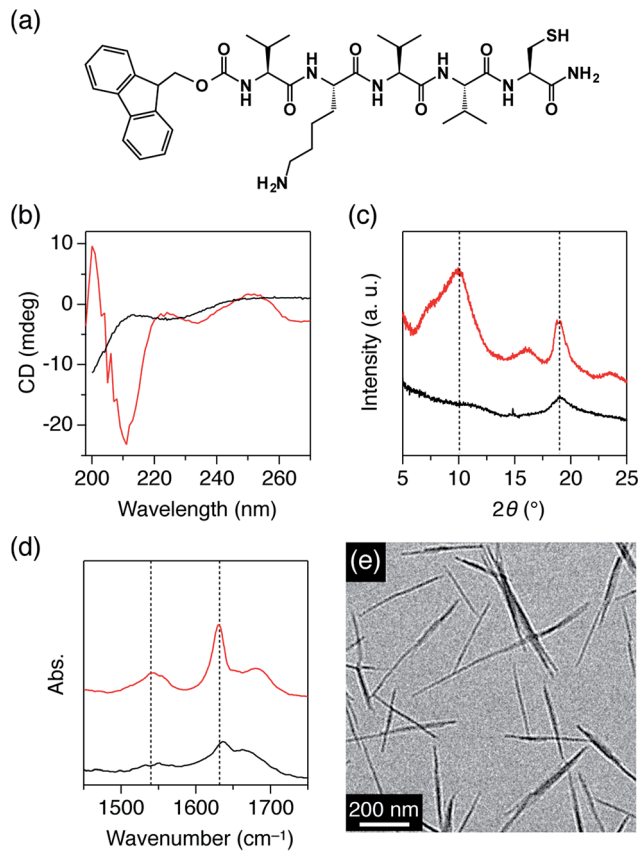 (a)
O
O
N
H
H
N
O
O
N
H
H
N
O
O
N
H
SH
NH2
O
H2N
(b)
10
0
-10
-20
CD (mdeg)
200 220 240 260
Wavelength (nm)
(c)
Intensity (a. u.)
5 10 15 20 25
2θ (°)
(d)
Abs.
1500 1600 1700
Wavenumber (cm–1)
(e)
200 nm